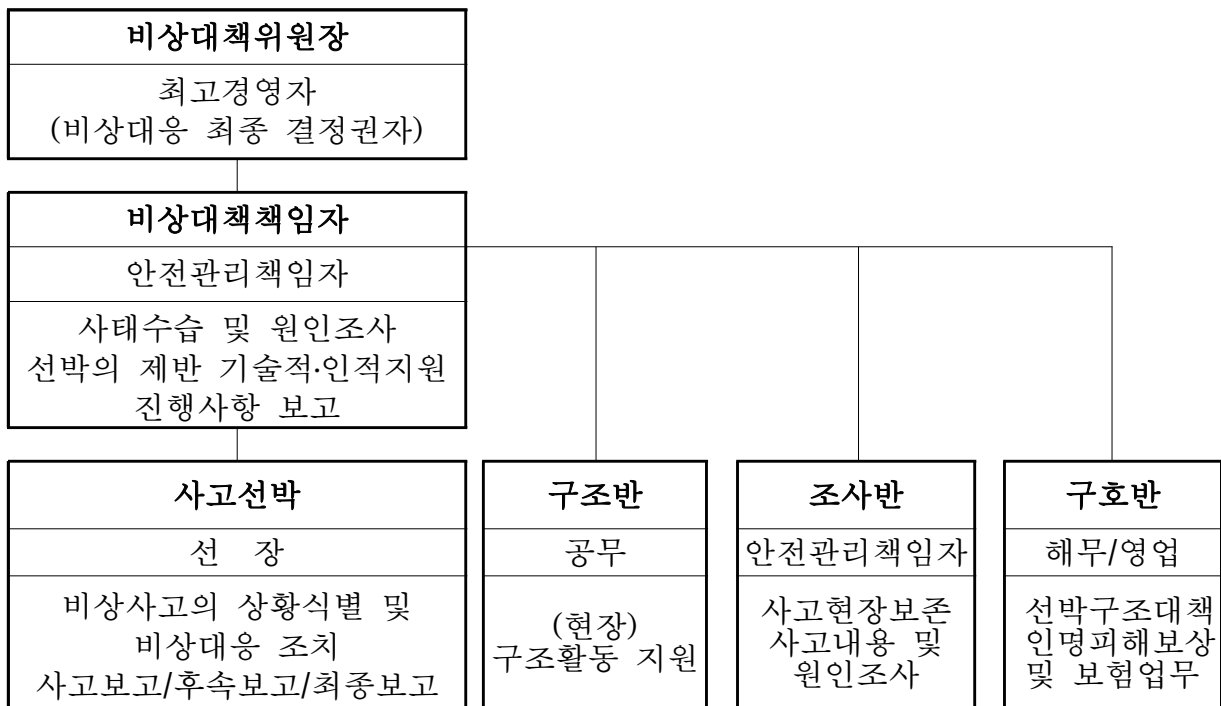 비상대책위원장
최고경영자
(비상대응 최종 결정권자)
비상대책책임자
안전관리책임자
사태수습 및 원인조사
선박의 제반 기술적·인적지원
진행사항 보고
사고선박
선 장
비상사고의 상황식별 및
비상대응 조치
사고보고/후속보고/최종보고
구조반
공무
(현장)
구조활동 지원
조사반
안전관리책임자
사고현장보존
사고내용 및
원인조사
구호반
해무/영업
선박구조대책
인명피해보상
및 보험업무